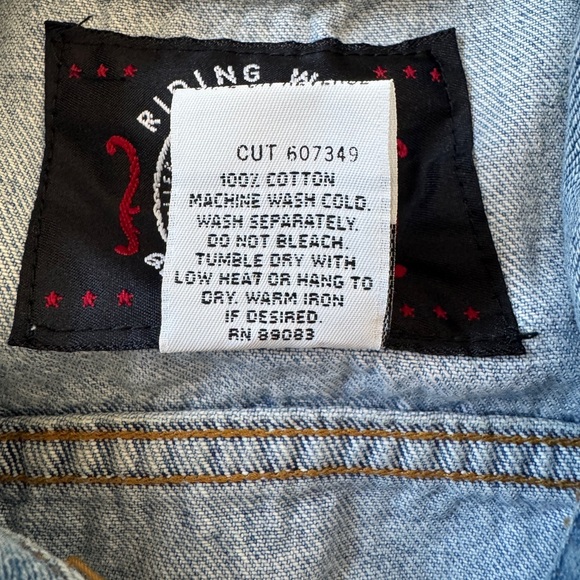 RIDING W
CUT 607349
100% COTTON
MACHINE WASH COLD.
WASH SEPARATELY.
DO NOT BLEACH.
TUMBLE DRY WITH
LOW HEAT OR HANG TO
DRY. WARM IRON
IF DESIRED.
RN 89083